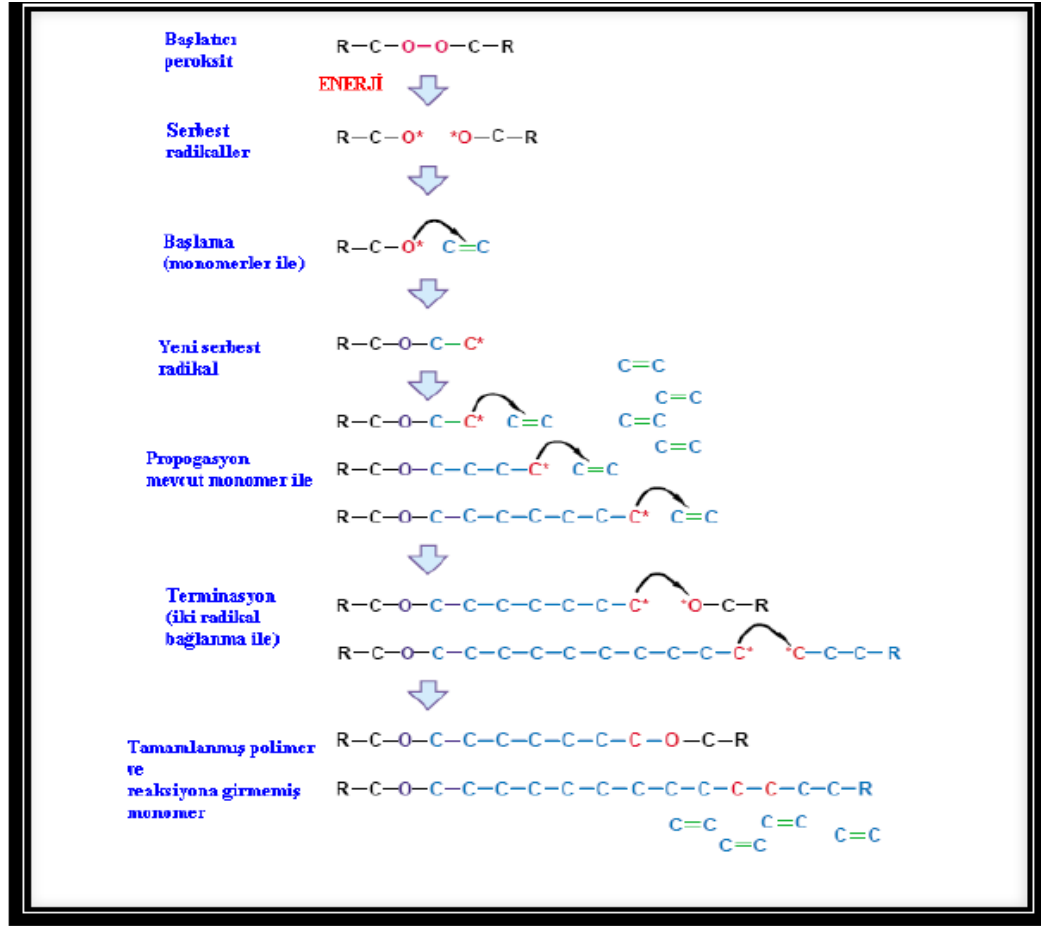 Başlatıcı
peroksit
R–C–O–O–C–R
ENERJİ
Serbest
radikaller
R–C–O* *O–C–R
Başlama
(monomerler ile)
R–C–O* C=C
Yeni serbest
radikal
R–C–O–C–C*
C=C
C=C
R–C–O–C–C* C=C
C=C
C=C
Propogasyon
mevcut monomer ile
R–C–O–C–C–C–C* C=C
R–C–O–C–C–C–C–C–C–C* C=C
Terminasyon
(iki radikal
bağlanma ile)
R–C–O–C–C–C–C–C–C–C* *O–C–R
R–C–O–C–C–C–C–C–C–C–C–C–C* *C–C–C–R
Tamamlanmış polimer
ve
reaksiyona girmemiş
monomer
R–C–O–C–C–C–C–C–C–C–O–C–R
R–C–O–C–C–C–C–C–C–C–C–C–C–C–C–C–R
C=C
C=C
C=C
C=C